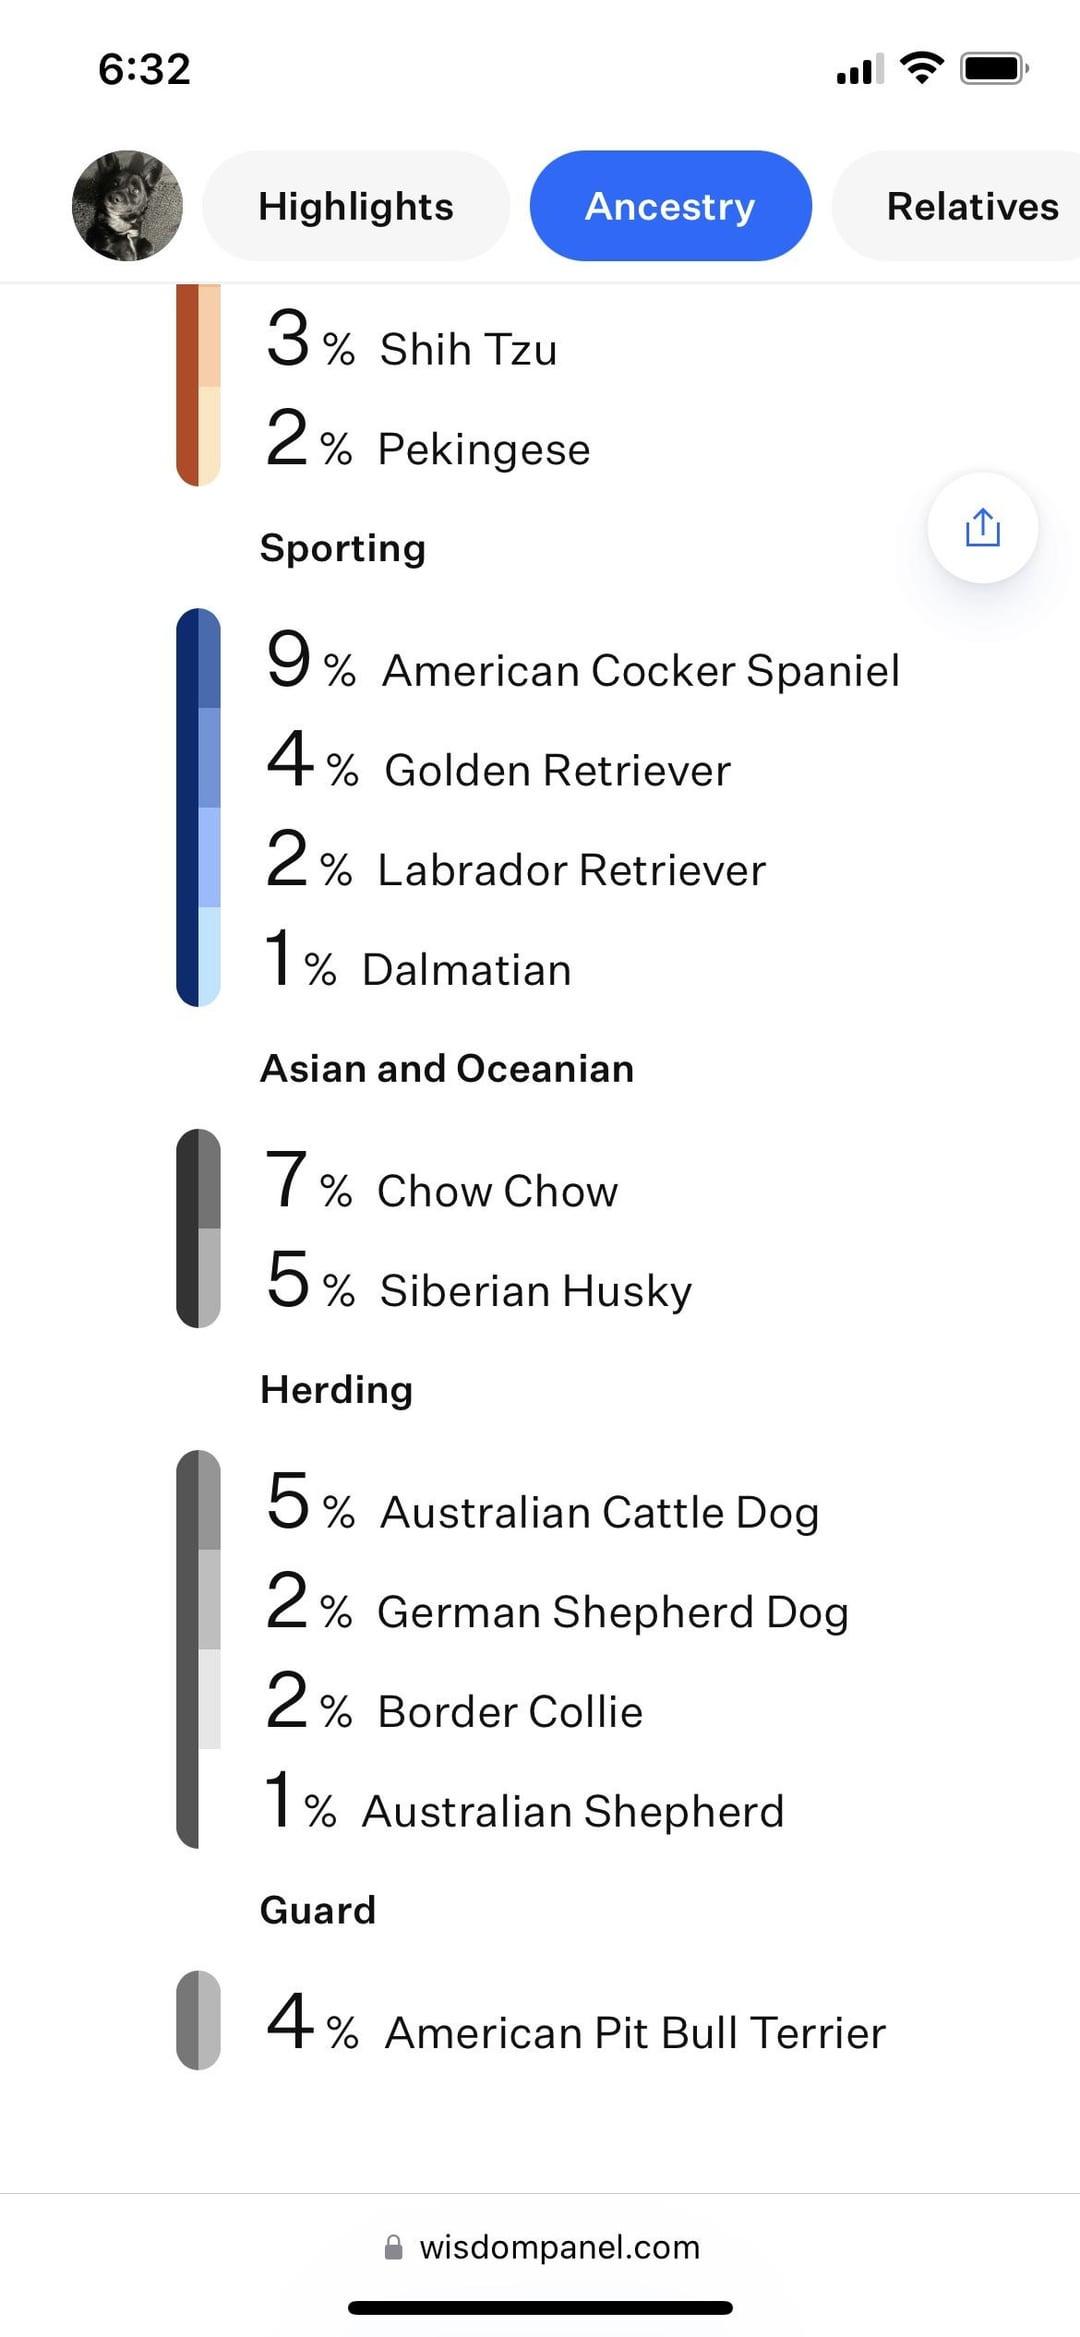 6:32
Highlights Ancestry Relatives
3% Shih Tzu
2% Pekingese
Sporting
9% American Cocker Spaniel
4% Golden Retriever
2% Labrador Retriever
1% Dalmatian
Asian and Oceanian
7% Chow Chow
5% Siberian Husky
Herding
5% Australian Cattle Dog
2% German Shepherd Dog
2% Border Collie
1% Australian Shepherd
Guard
4% American Pit Bull Terrier
wisdompanel.com